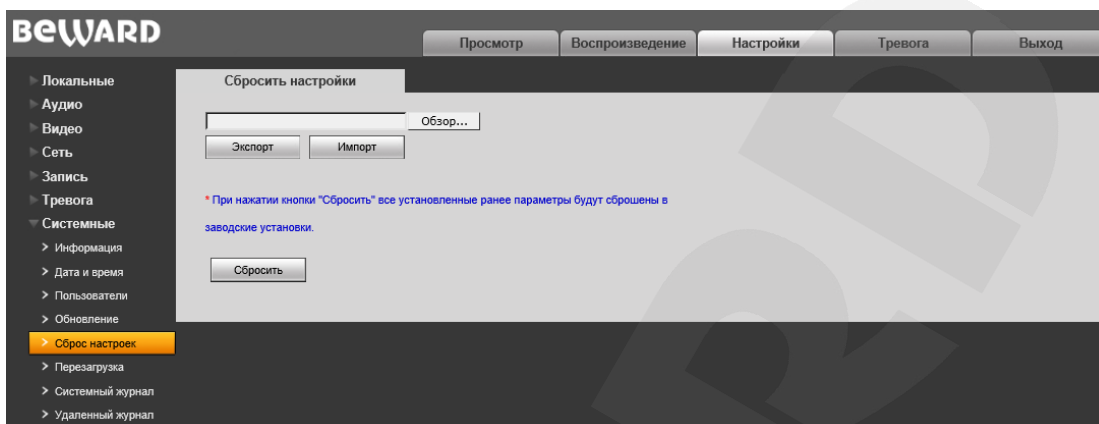 BEWARD
Просмотр Воспроизведение Настройки Тревога Выход
Локальные
Аудио
Видео
Сеть
Запись
Тревога
Системные
Информация
Дата и время
Пользователи
Обновление
Сброс настроек
Перезагрузка
Системный журнал
Удаленный журнал
Сбросить настройки
Обзор...
Экспорт Импорт
* При нажатии кнопки "Сбросить" все установленные ранее параметры будут сброшены в
заводские установки.
Сбросить